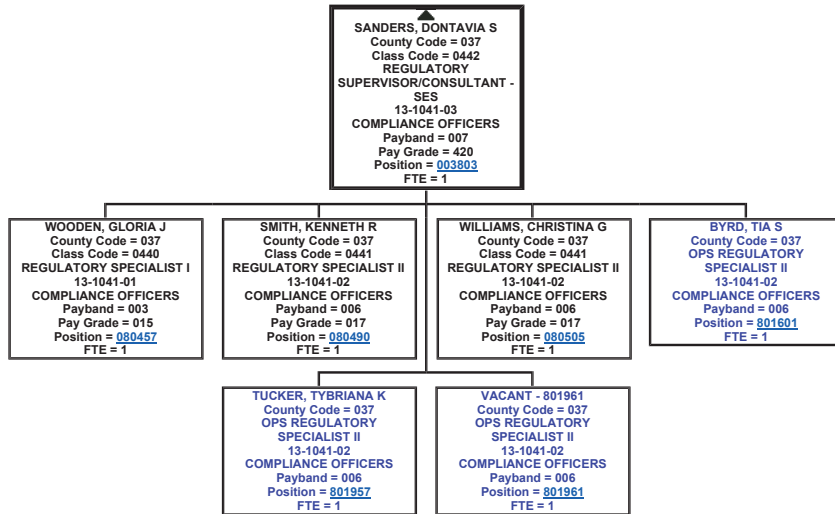 SANDERS, DONTAVIA S
County Code = 037
Class Code = 0442
REGULATORY
SUPERVISOR/CONSULTANT -
SES
13-1041-03
COMPLIANCE OFFICERS
Payband = 007
Pay Grade = 420
Position = 003803
FTE = 1
WOODEN, GLORIA J
County Code = 037
Class Code = 0440
REGULATORY SPECIALIST I
13-1041-01
COMPLIANCE OFFICERS
Payband = 003
Pay Grade = 015
Position = 080457
FTE = 1
SMITH, KENNETH R
County Code = 037
Class Code = 0441
REGULATORY SPECIALIST II
13-1041-02
COMPLIANCE OFFICERS
Payband = 006
Pay Grade = 017
Position = 080490
FTE = 1
WILLIAMS, CHRISTINA G
County Code = 037
Class Code = 0441
REGULATORY SPECIALIST II
13-1041-02
COMPLIANCE OFFICERS
Payband = 006
Pay Grade = 017
Position = 080505
FTE = 1
BYRD, TIA S
County Code = 037
OPS REGULATORY
SPECIALIST II
13-1041-02
COMPLIANCE OFFICERS
Payband = 006
Position = 801601
FTE = 1
TUCKER, TYBRIANA K
County Code = 037
OPS REGULATORY
SPECIALIST II
13-1041-02
COMPLIANCE OFFICERS
Payband = 006
Position = 801957
FTE = 1
VACANT - 801961
County Code = 037
OPS REGULATORY
SPECIALIST II
13-1041-02
COMPLIANCE OFFICERS
Payband = 006
Position = 801961
FTE = 1